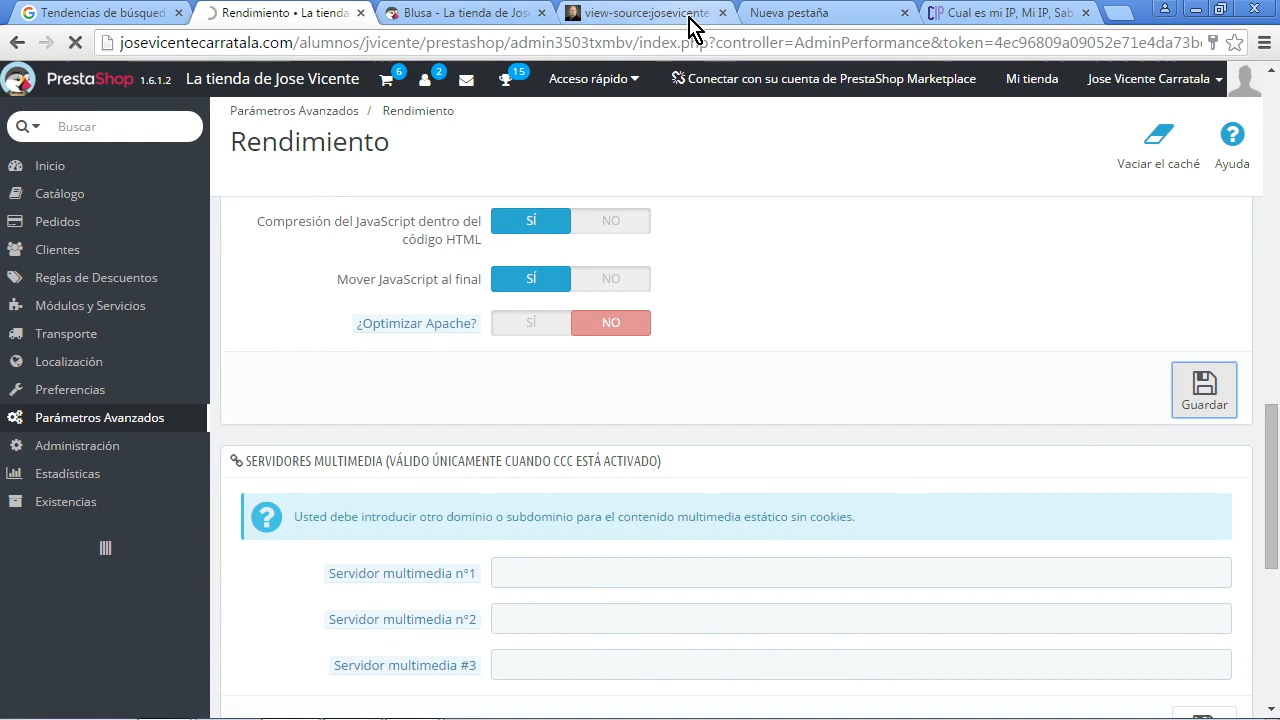 Tendencias de búsqued
Rendimiento • La tienda
Blusa - La tienda de Jos
view-source:josevicente
Nueva pestaña
Cual es mi IP, Mi IP, Sab
josevicentecarratala.com/alumnos/jvicente/prestashop/admin3503txmbv/index.php?controller=AdminPerformance&token=4ec96809a09052e71e4da73b
PrestaShop 1.6.1.2
La tienda de Jose Vicente
6
2
15
Acceso rápido
Conectar con su cuenta de PrestaShop Marketplace
Mi tienda
Jose Vicente Carratala
Buscar
Inicio
Catálogo
Pedidos
Clientes
Reglas de Descuentos
Módulos y Servicios
Transporte
Localización
Preferencias
Parámetros Avanzados
Administración
Estadísticas
Existencias
Parámetros Avanzados / Rendimiento
Rendimiento
Vaciar el caché
Ayuda
Compresión del JavaScript dentro del
código HTML
SÍ NO
Mover JavaScript al final
SÍ NO
¿Optimizar Apache?
SÍ NO
Guardar
SERVIDORES MULTIMEDIA (VÁLIDO ÚNICAMENTE CUANDO CCC ESTÁ ACTIVADO)
Usted debe introducir otro dominio o subdominio para el contenido multimedia estático sin cookies.
Servidor multimedia n°1
Servidor multimedia n°2
Servidor multimedia #3